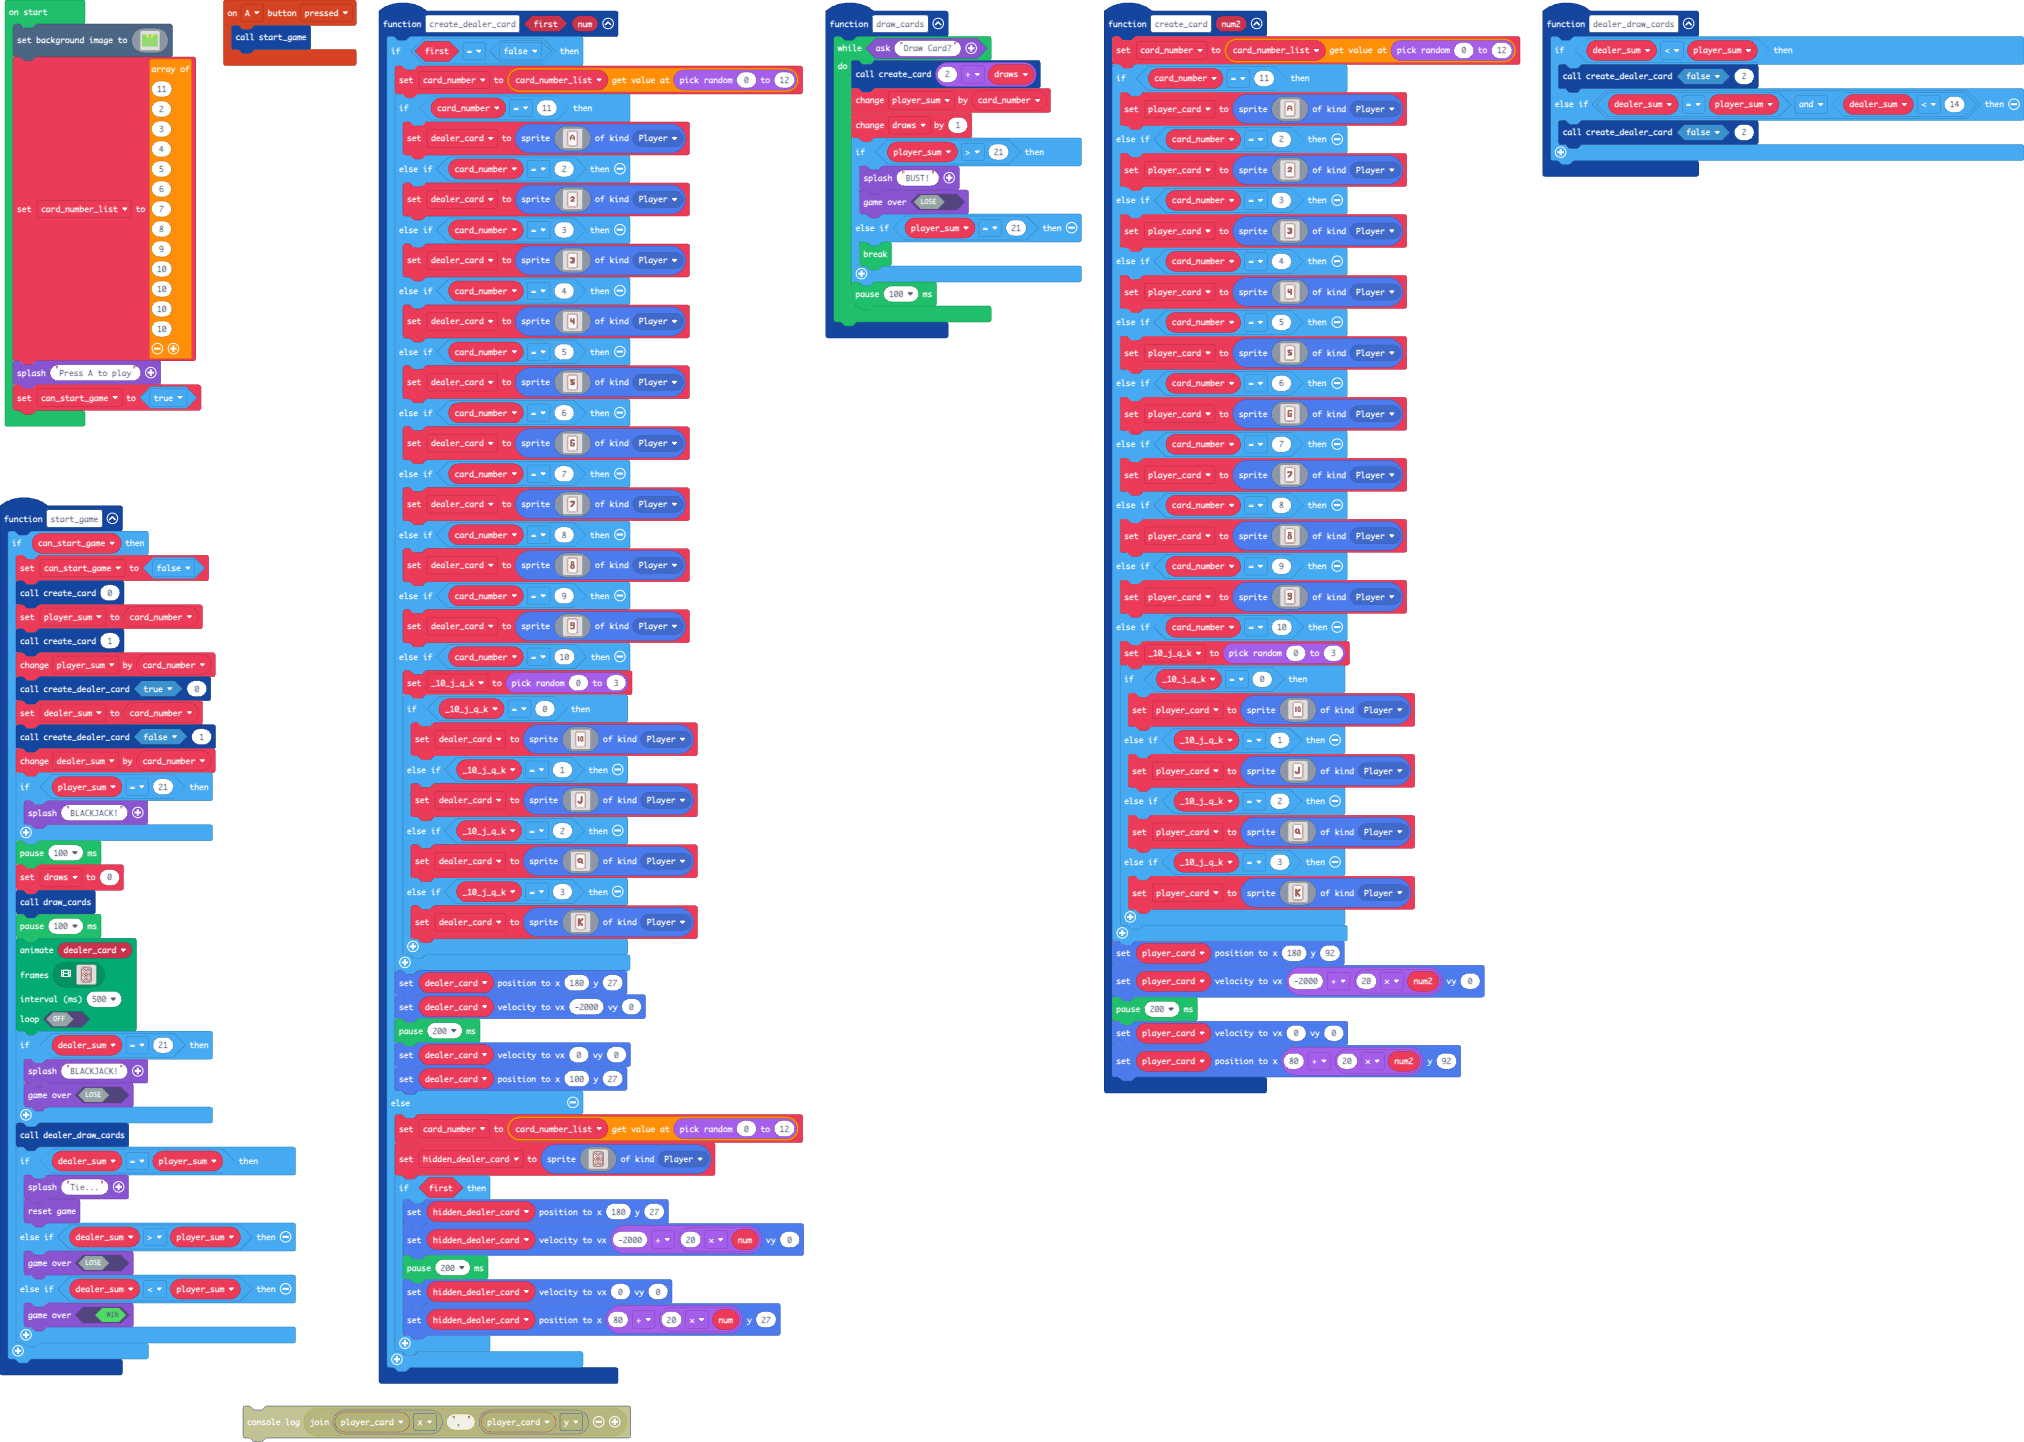 on start
set background image to
set card_number_list to array of
11
2
3
4
5
6
7
8
9
10
10
10
10
splash "Press A to play"
set can_start_game to true
on A button pressed
call start_game
function start_game
if can_start_game then
set can_start_game to false
call create_card 0
set player_sum to card_number
call create_card 1
change player_sum by card_number
call create_dealer_card true 0
set dealer_sum to card_number
call create_dealer_card false 1
change dealer_sum by card_number
if player_sum = 21 then
splash "BLACKJACK!"
pause 100 ms
set draws to 0
call draw_cards
pause 100 ms
animate dealer_card
frames
interval (ms) 500
loop OFF
if dealer_sum = 21 then
splash "BLACKJACK!"
game over LOSE
call dealer_draw_cards
if dealer_sum = player_sum then
splash "Tie..."
reset game
else if dealer_sum > player_sum then
game over LOSE
else if dealer_sum < player_sum then
game over WIN
function create_dealer_card first num
if first = false then
set card_number to card_number_list get value at pick random 0 to 12
if card_number = 11 then
set dealer_card to sprite A of kind Player
else if card_number = 2 then
set dealer_card to sprite 2 of kind Player
else if card_number = 3 then
set dealer_card to sprite 3 of kind Player
else if card_number = 4 then
set dealer_card to sprite 4 of kind Player
else if card_number = 5 then
set dealer_card to sprite 5 of kind Player
else if card_number = 6 then
set dealer_card to sprite 6 of kind Player
else if card_number = 7 then
set dealer_card to sprite 7 of kind Player
else if card_number = 8 then
set dealer_card to sprite 8 of kind Player
else if card_number = 9 then
set dealer_card to sprite 9 of kind Player
else if card_number = 10 then
set _10_j_q_k to pick random 0 to 3
if _10_j_q_k = 0 then
set dealer_card to sprite 10 of kind Player
else if _10_j_q_k = 1 then
set dealer_card to sprite J of kind Player
else if _10_j_q_k = 2 then
set dealer_card to sprite Q of kind Player
else if _10_j_q_k = 3 then
set dealer_card to sprite K of kind Player
set dealer_card position to x 180 y 27
set dealer_card velocity to vx -2000 vy 0
pause 200 ms
set dealer_card velocity to vx 0 vy 0
set dealer_card position to x 100 y 27
else
set card_number to card_number_list get value at pick random 0 to 12
set hidden_dealer_card to sprite of kind Player
if first then
set hidden_dealer_card position to x 180 y 27
set hidden_dealer_card velocity to vx -2000 + 20 × num vy 0
pause 200 ms
set hidden_dealer_card velocity to vx 0 vy 0
set hidden_dealer_card position to x 80 + 20 × num y 27
function draw_cards
while ask "Draw Card?"
do
call create_card 2 + draws
change player_sum by card_number
change draws by 1
if player_sum > 21 then
splash "BUST!"
game over LOSE
else if player_sum = 21 then
break
pause 100 ms
function create_card num2
set card_number to card_number_list get value at pick random 0 to 12
if card_number = 11 then
set player_card to sprite A of kind Player
else if card_number = 2 then
set player_card to sprite 2 of kind Player
else if card_number = 3 then
set player_card to sprite 3 of kind Player
else if card_number = 4 then
set player_card to sprite 4 of kind Player
else if card_number = 5 then
set player_card to sprite 5 of kind Player
else if card_number = 6 then
set player_card to sprite 6 of kind Player
else if card_number = 7 then
set player_card to sprite 7 of kind Player
else if card_number = 8 then
set player_card to sprite 8 of kind Player
else if card_number = 9 then
set player_card to sprite 9 of kind Player
else if card_number = 10 then
set _10_j_q_k to pick random 0 to 3
if _10_j_q_k = 0 then
set player_card to sprite 10 of kind Player
else if _10_j_q_k = 1 then
set player_card to sprite J of kind Player
else if _10_j_q_k = 2 then
set player_card to sprite Q of kind Player
else if _10_j_q_k = 3 then
set player_card to sprite K of kind Player
set player_card position to x 180 y 92
set player_card velocity to vx -2000 + 20 × num2 vy 0
pause 200 ms
set player_card velocity to vx 0 vy 0
set player_card position to x 80 + 20 × num2 y 92
function dealer_draw_cards
if dealer_sum < player_sum then
call create_dealer_card false 2
else if dealer_sum = player_sum and dealer_sum < 14 then
call create_dealer_card false 2
console log join player_card x "," player_card y